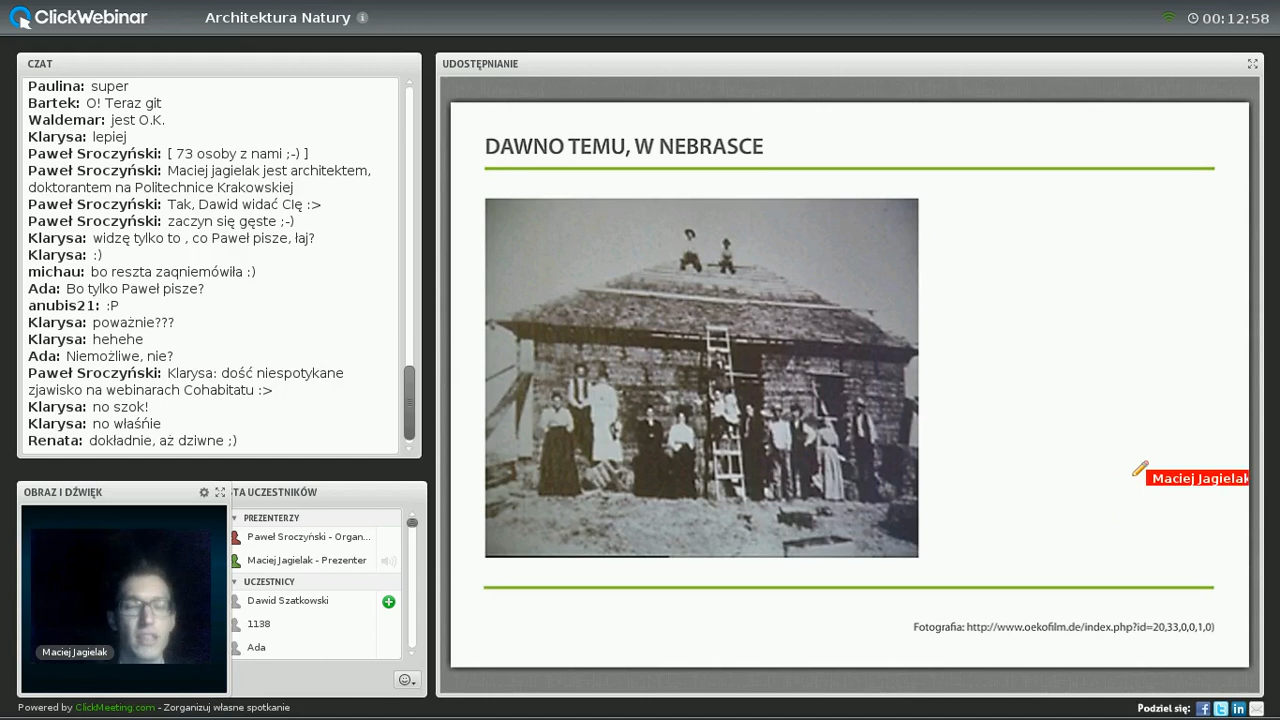 ClickWebinar
Architektura Natury
00:12:58
CZAT
Paulina: super
Bartek: O! Teraz git
Waldemar: jest O.K.
Klarysa: lepiej
Paweł Sroczyński: [ 73 osoby z nami ;-) ]
Paweł Sroczyński: Maciej jagielak jest architektem,
doktorantem na Politechnice Krakowskiej
Paweł Sroczyński: Tak, Dawid widać CIę :>
Paweł Sroczyński: zaczyn się gęste ;-)
Klarysa: widzę tylko to , co Paweł pisze, łaj?
Klarysa: :)
michau: bo reszta zaqniemówiła :)
Ada: Bo tylko Paweł pisze?
anubis21: :P
Klarysa: poważnie???
Klarysa: hehehe
Ada: Niemożliwe, nie?
Paweł Sroczyński: Klarysa: dość niespotykane
zjawisko na webinarach Cohabitatu :>
Klarysa: no szok!
Klarysa: no właśńie
Renata: dokładnie, aż dziwne ;)
OBRAZ I DŹWIĘK
Maciej Jagielak
TA UCZESTNIKÓW
PREZENTERZY
Paweł Sroczyński - Organ...
Maciej Jagielak - Prezenter
UCZESTNICY
Dawid Szatkowski
1138
Ada
UDOSTĘPNIANIE
DAWNO TEMU, W NEBRASCE
Maciej Jagielak
Fotografia: http://www.oekofilm.de/index.php?id=20,33,0,0,1,0)
Powered by ClickMeeting.com - Zorganizuj własne spotkanie
Podziel się: